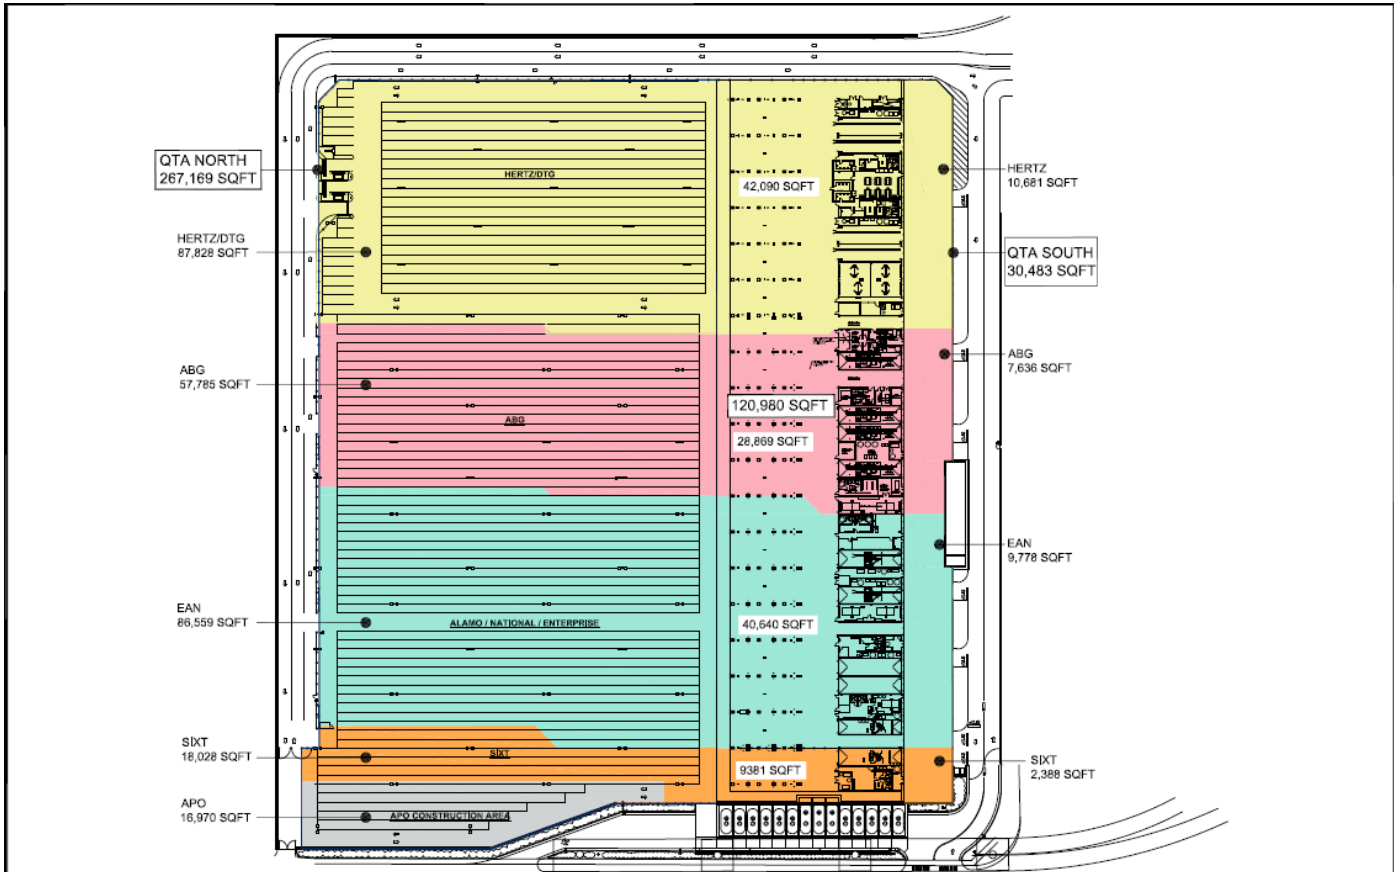 QTA NORTH
267,169 SQFT
HERTZ/DTG
87,828 SQFT
ABG
57,785 SQFT
EAN
86,559 SQFT
SIXT
18,028 SQFT
APO
16,970 SQFT
HERTZ/DTG
ABG
ALAMO / NATIONAL / ENTERPRISE
SIXT
APO CONSTRUCTION AREA
42,090 SQFT
120,980 SQFT
28,869 SQFT
40,640 SQFT
9381 SQFT
HERTZ
10,681 SQFT
QTA SOUTH
30,483 SQFT
ABG
7,636 SQFT
EAN
9,778 SQFT
SIXT
2,388 SQFT